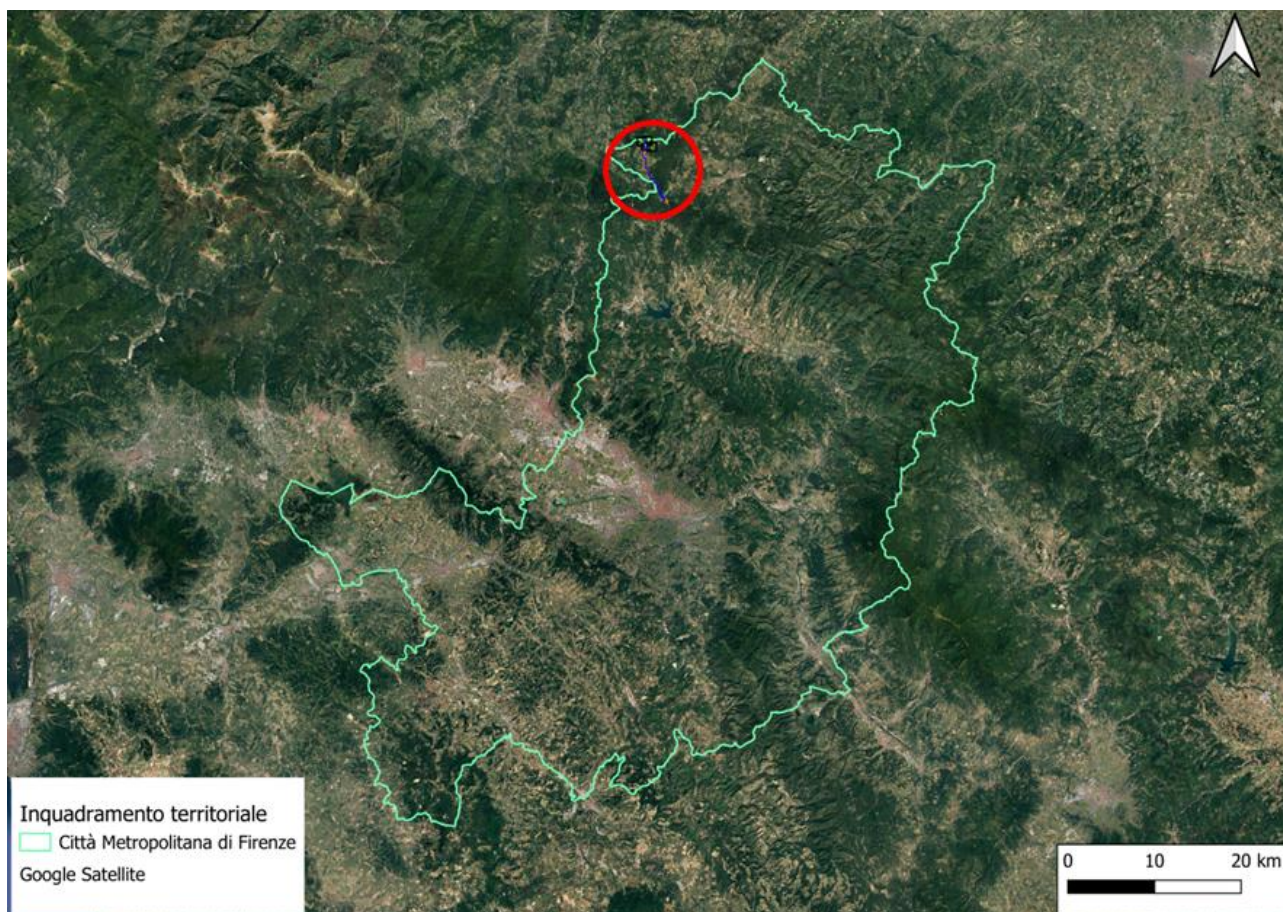 Inquadramento territoriale
Città Metropolitana di Firenze
Google Satellite
0 10 20 km